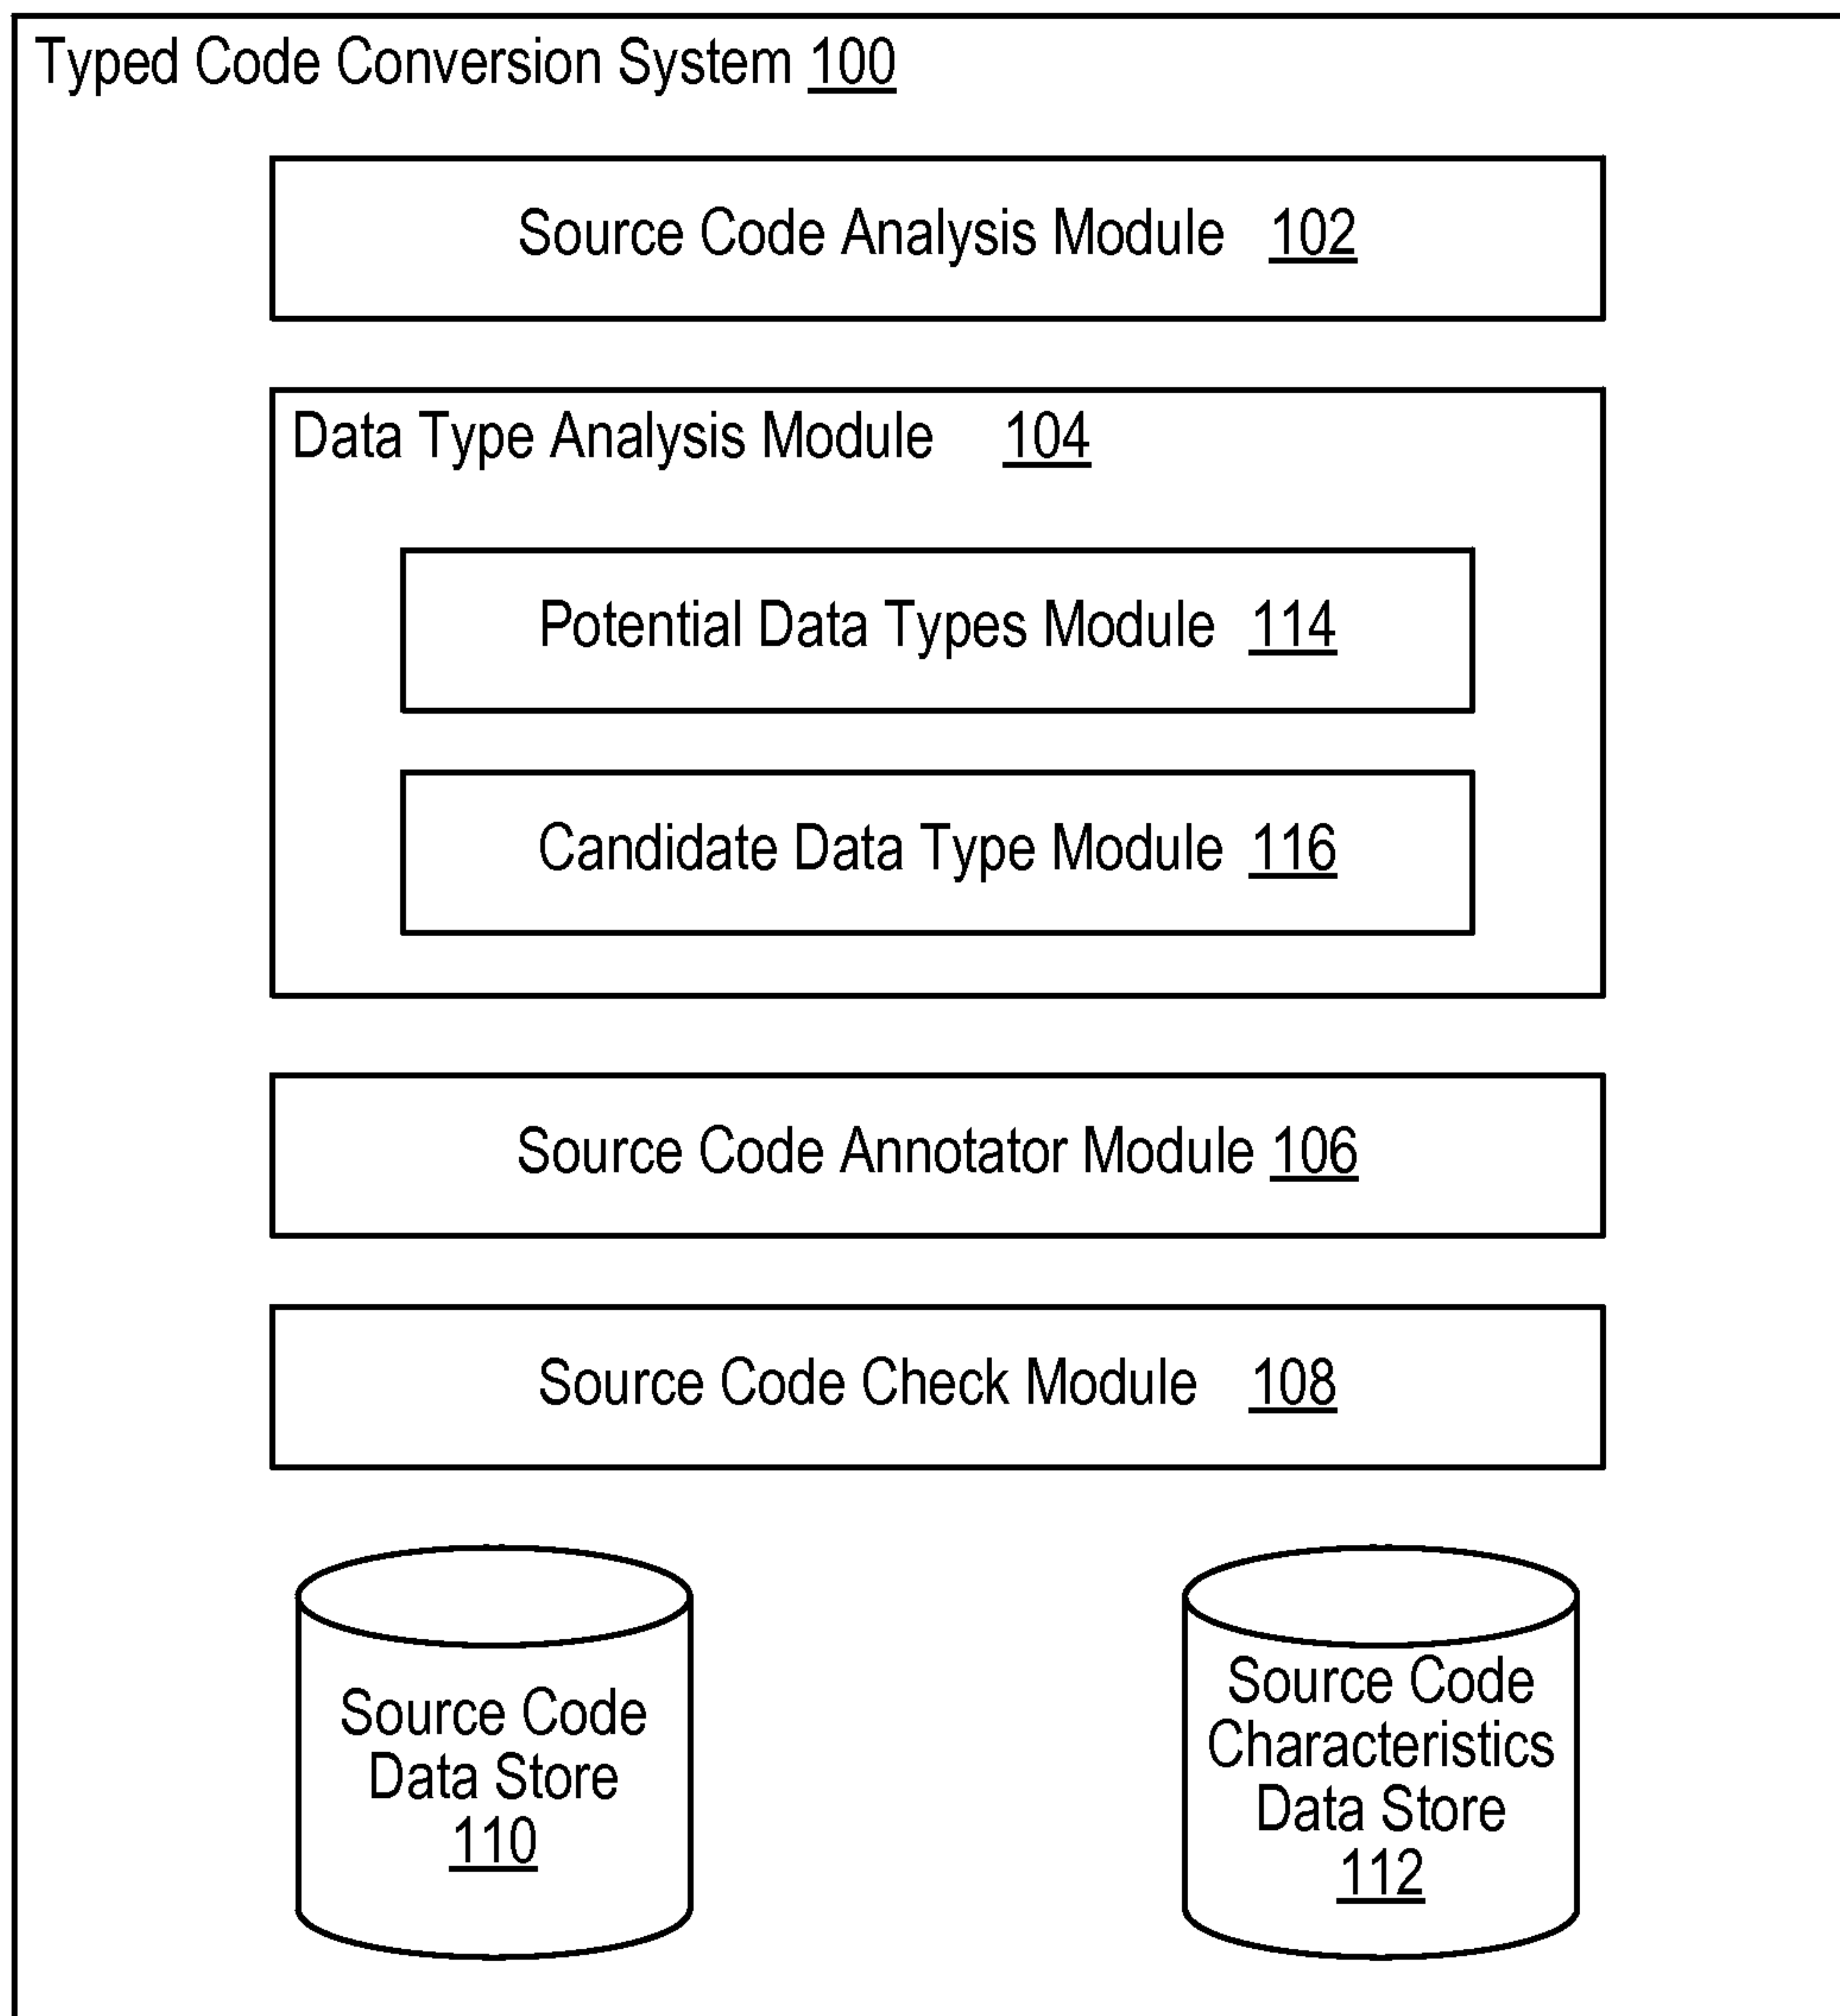 Typed Code Conversion System 100
Source Code Analysis Module 102
Data Type Analysis Module 104
Potential Data Types Module 114
Candidate Data Type Module 116
Source Code Annotator Module 106
Source Code Check Module 108
Source Code
Data Store
110
Source Code
Characteristics
Data Store
112